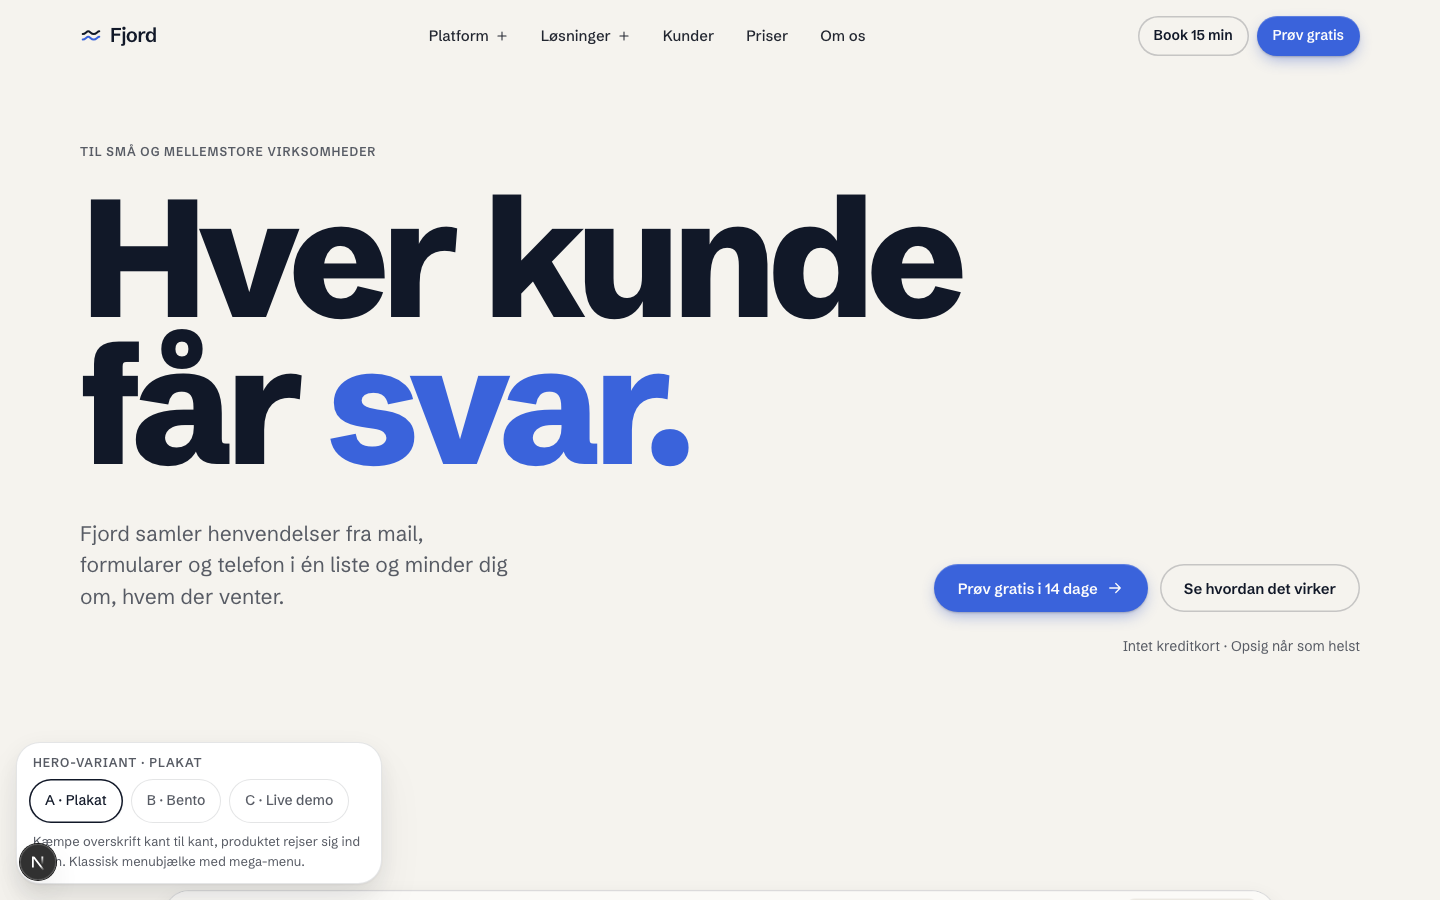 Fjord
Platform +
Løsninger +
Kunder
Priser
Om os
Book 15 min
Prøv gratis
TIL SMÅ OG MELLEMSTORE VIRKSOMHEDER
Hver kunde
får svar.
Fjord samler henvendelser fra mail,
formularer og telefon i én liste og minder dig
om, hvem der venter.
Prøv gratis i 14 dage →
Se hvordan det virker
Intet kreditkort · Opsig når som helst
HERO-VARIANT · PLAKAT
A · Plakat
B · Bento
C · Live demo
Kæmpe overskrift kant til kant, produktet rejser sig ind
Klassisk menubjælke med mega-menu.
N